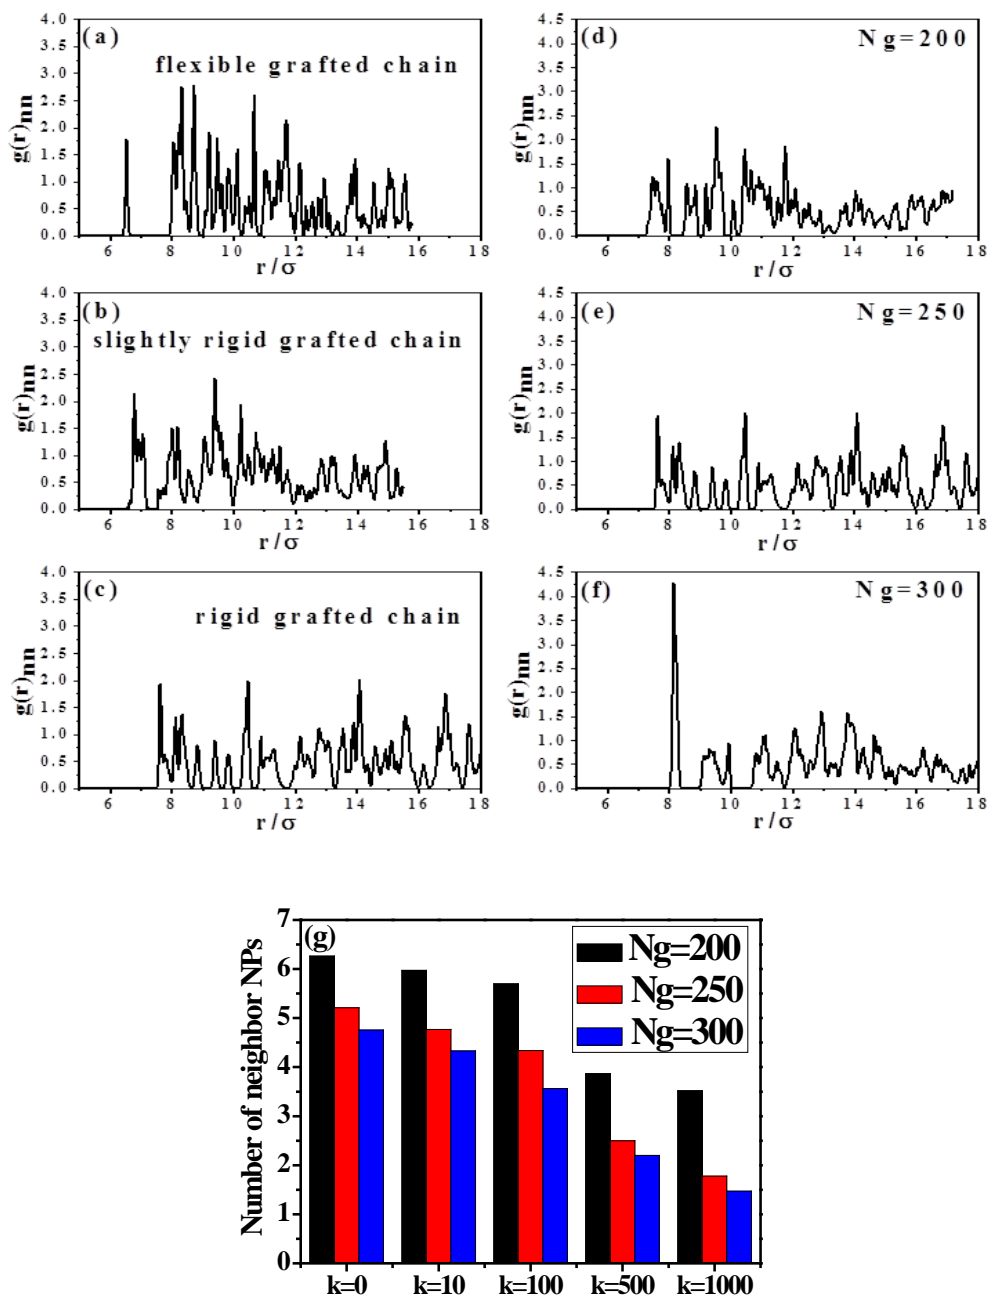 (a)
flexible grafted chain
g(r)nn
4.0
3.5
3.0
2.5
2.0
1.5
1.0
0.5
0.0
6 8 10 12 14 16 18
r/σ
(d)
Ng=200
g(r)nn
4.5
4.0
3.5
3.0
2.5
2.0
1.5
1.0
0.5
0.0
6 8 10 12 14 16 18
r/σ
(b)
slightly rigid grafted chain
g(r)nn
4.0
3.5
3.0
2.5
2.0
1.5
1.0
0.5
0.0
6 8 10 12 14 16 18
r/σ
(e)
Ng=250
g(r)nn
4.5
4.0
3.5
3.0
2.5
2.0
1.5
1.0
0.5
0.0
6 8 10 12 14 16 18
r/σ
(c)
rigid grafted chain
g(r)nn
4.0
3.5
3.0
2.5
2.0
1.5
1.0
0.5
0.0
6 8 10 12 14 16 18
r/σ
(f)
Ng=300
g(r)nn
4.5
4.0
3.5
3.0
2.5
2.0
1.5
1.0
0.5
0.0
6 8 10 12 14 16 18
r/σ
(g)
Ng=200
Ng=250
Ng=300
Number of neighbor NPs
7
6
5
4
3
2
1
0
k=0 k=10 k=100 k=500 k=1000